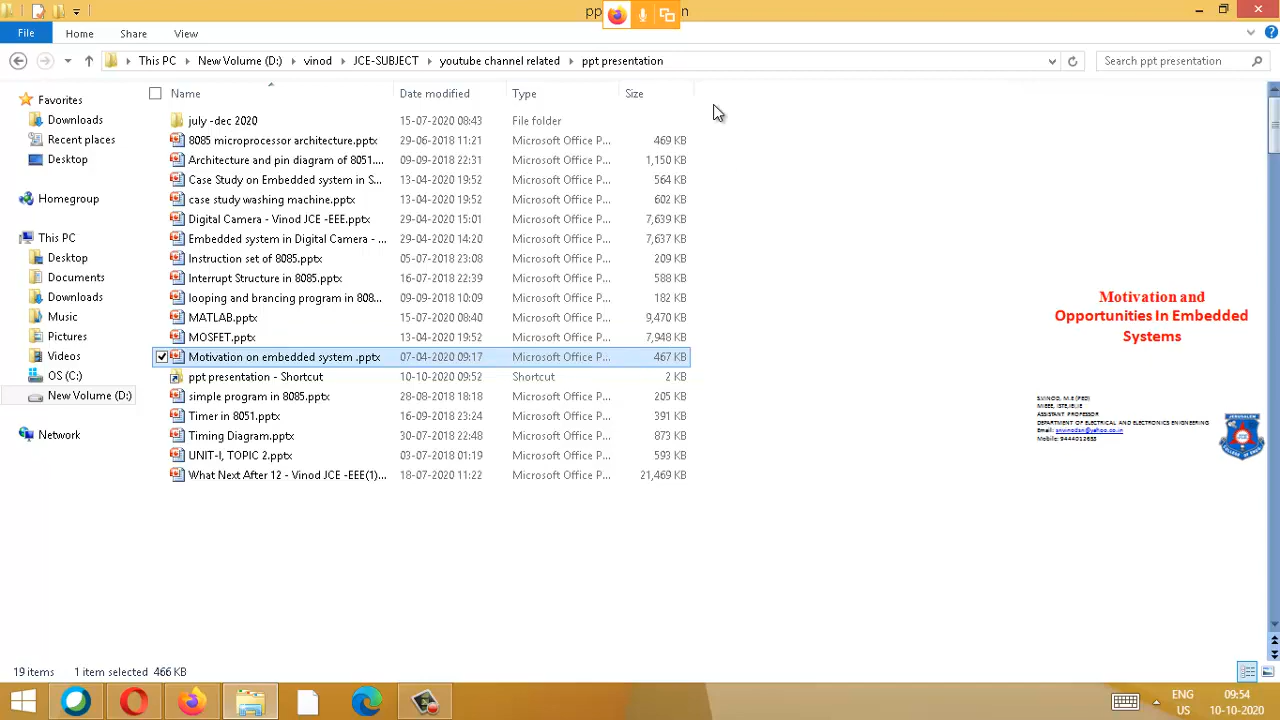 pp
n
File
Home
Share
View
This PC
New Volume (D:)
vinod
JCE-SUBJECT
youtube channel related
ppt presentation
Search ppt presentation
Name
Date modified
Type
Size
Favorites
Downloads
Recent places
Desktop
Homegroup
This PC
Desktop
Documents
Downloads
Music
Pictures
Videos
OS (C:)
New Volume (D:)
Network
july -dec 2020 15-07-2020 08:43 File folder
8085 microprocessor architecture.pptx 29-06-2018 11:21 Microsoft Office P... 469 KB
Architecture and pin diagram of 8051.... 09-09-2018 22:31 Microsoft Office P... 1,150 KB
Case Study on Embedded system in S... 13-04-2020 19:52 Microsoft Office P... 564 KB
case study washing machine.pptx 13-04-2020 19:52 Microsoft Office P... 602 KB
Digital Camera - Vinod JCE -EEE.pptx 29-04-2020 15:01 Microsoft Office P... 7,639 KB
Embedded system in Digital Camera - ... 29-04-2020 14:20 Microsoft Office P... 7,637 KB
Instruction set of 8085.pptx 05-07-2018 23:08 Microsoft Office P... 209 KB
Interrupt Structure in 8085.pptx 16-07-2018 22:39 Microsoft Office P... 588 KB
looping and brancing program in 808... 09-09-2018 10:09 Microsoft Office P... 182 KB
MATLAB.pptx 15-07-2020 08:40 Microsoft Office P... 9,470 KB
MOSFET.pptx 13-04-2020 19:52 Microsoft Office P... 7,948 KB
Motivation on embedded system .pptx 07-04-2020 09:17 Microsoft Office P... 467 KB
ppt presentation - Shortcut 10-10-2020 09:52 Shortcut 2 KB
simple program in 8085.pptx 28-08-2018 18:18 Microsoft Office P... 205 KB
Timer in 8051.pptx 16-09-2018 23:24 Microsoft Office P... 391 KB
Timing Diagram.pptx 30-07-2018 22:48 Microsoft Office P... 873 KB
UNIT-I, TOPIC 2.pptx 03-07-2018 01:19 Microsoft Office P... 593 KB
What Next After 12 - Vinod JCE -EEE(1)... 18-07-2020 11:22 Microsoft Office P... 21,469 KB
Motivation and
Opportunities In Embedded
Systems
ASSISTANT PROFESSOR
DEPARTMENT OF ELECTRICAL AND ELECTRONICS ENIGNEERING
Email: snvinodsn@yahoo.co.in
Mobile: 9444012653
19 items
1 item selected 466 KB
ENG
US
09:54
10-10-2020